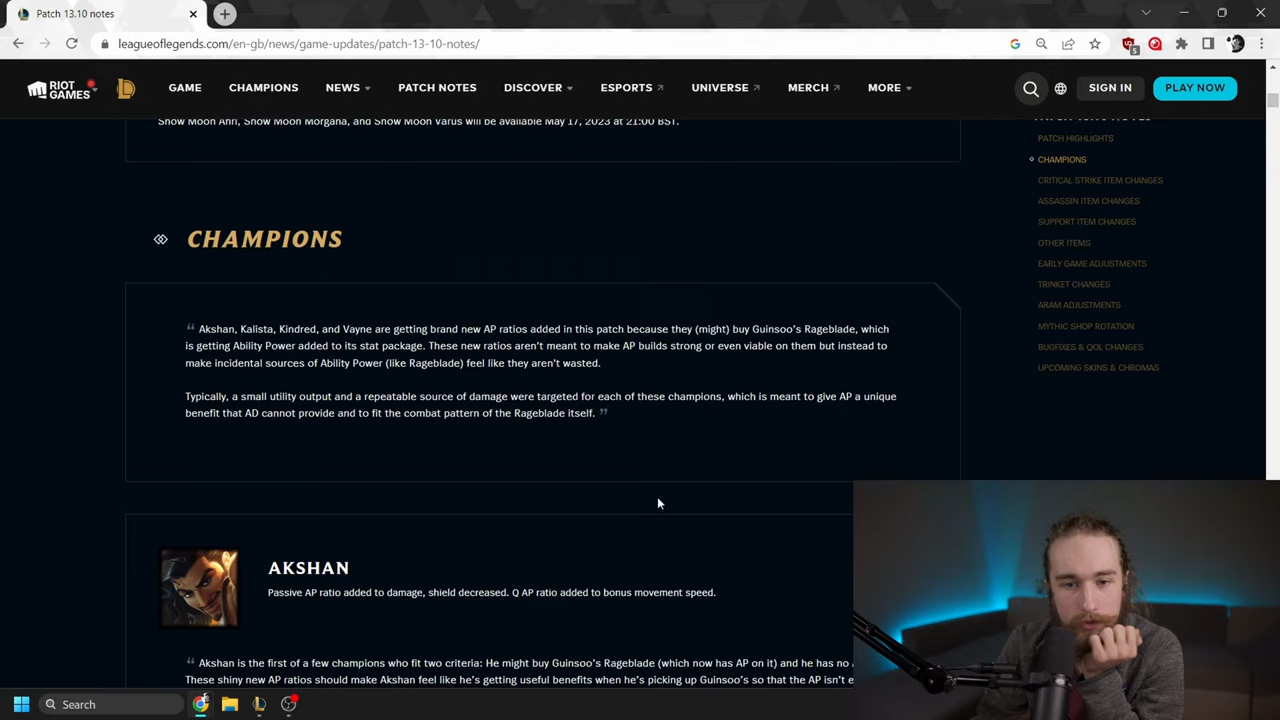 Patch 13.10 notes
leagueoflegends.com/en-gb/news/game-updates/patch-13-10-notes/
5
RIOT GAMES
GAME
CHAMPIONS
NEWS
PATCH NOTES
DISCOVER
ESPORTS
UNIVERSE
MERCH
MORE
SIGN IN
PLAY NOW
Snow Moon Ahri, Snow Moon Morgana, and Snow Moon Varus will be available May 17, 2023 at 21:00 BST.
PATCH HIGHLIGHTS
CHAMPIONS
CRITICAL STRIKE ITEM CHANGES
ASSASSIN ITEM CHANGES
SUPPORT ITEM CHANGES
OTHER ITEMS
EARLY GAME ADJUSTMENTS
TRINKET CHANGES
ARAM ADJUSTMENTS
MYTHIC SHOP ROTATION
BUGFIXES & QOL CHANGES
UPCOMING SKINS & CHROMAS
CHAMPIONS
“ Akshan, Kalista, Kindred, and Vayne are getting brand new AP ratios added in this patch because they (might) buy Guinsoo's Rageblade, which
is getting Ability Power added to its stat package. These new ratios aren't meant to make AP builds strong or even viable on them but instead to
make incidental sources of Ability Power (like Rageblade) feel like they aren't wasted.
Typically, a small utility output and a repeatable source of damage were targeted for each of these champions, which is meant to give AP a unique
benefit that AD cannot provide and to fit the combat pattern of the Rageblade itself. ”
AKSHAN
Passive AP ratio added to damage, shield decreased. Q AP ratio added to bonus movement speed.
“ Akshan is the first of a few champions who fit two criteria: He might buy Guinsoo's Rageblade (which now has AP on it) and he has no
These shiny new AP ratios should make Akshan feel like he's getting useful benefits when he's picking up Guinsoo's so that the AP isn't
Search